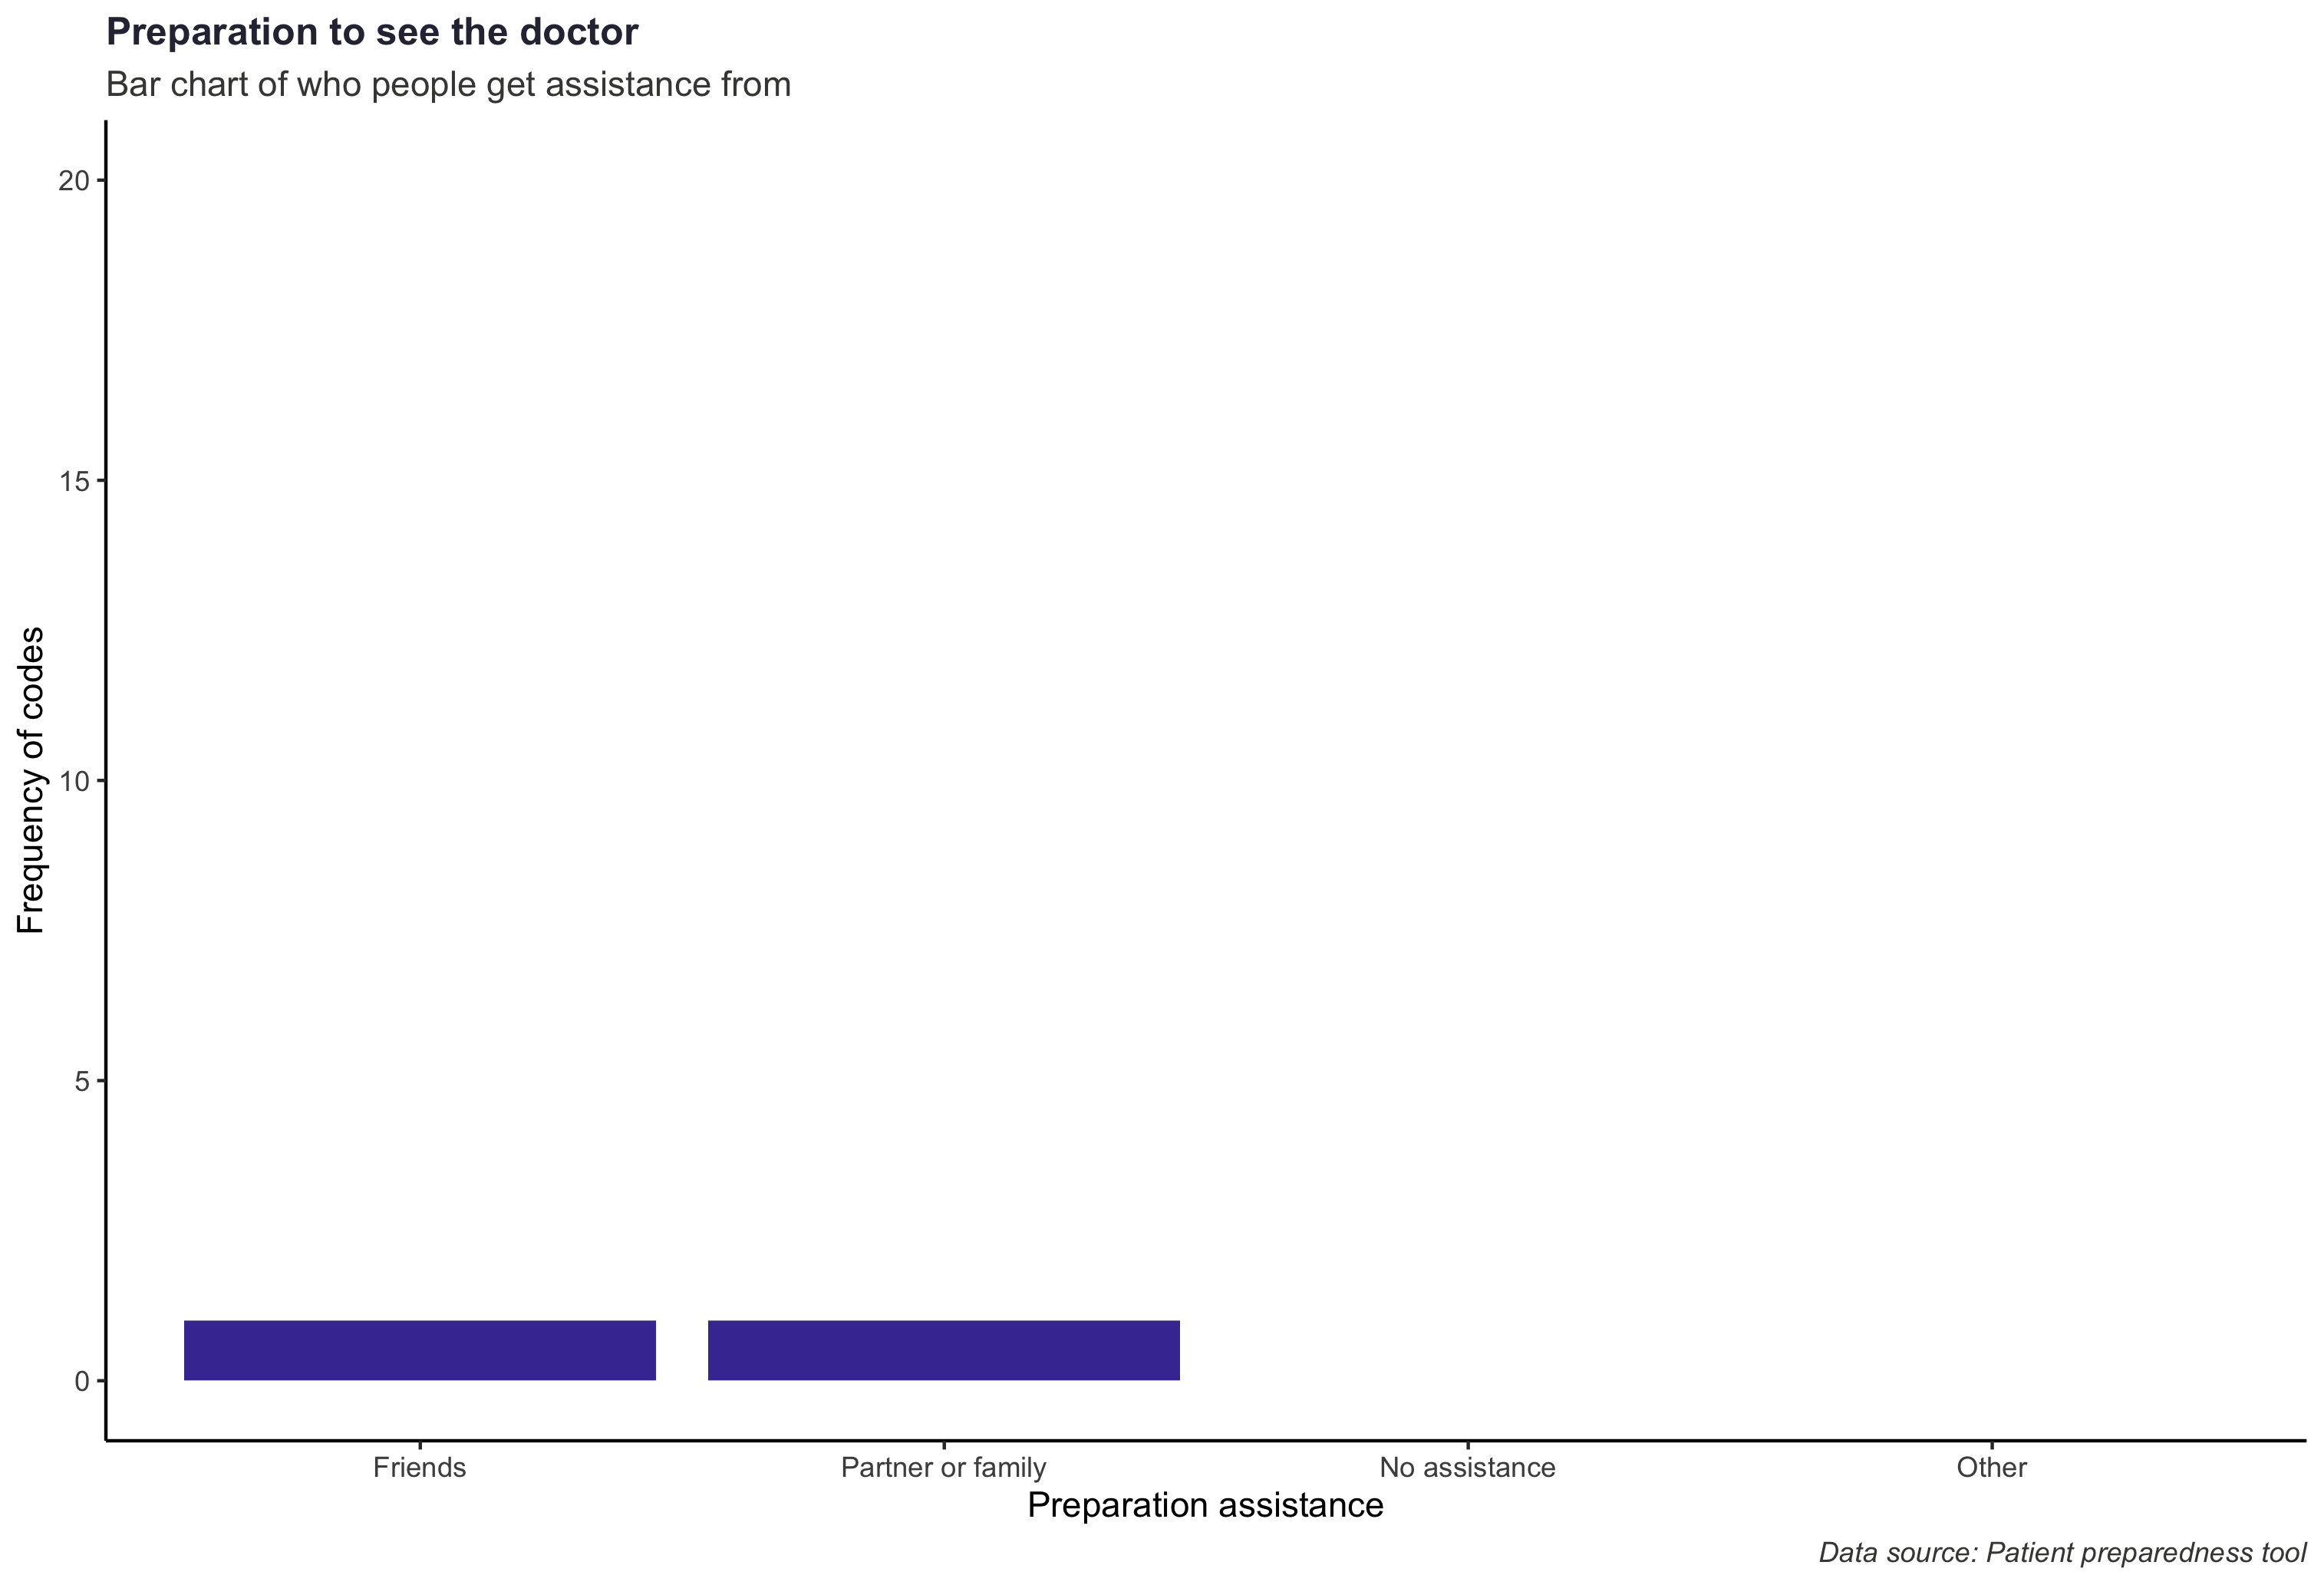 Preparation to see the doctor
Bar chart of who people get assistance from
20
15
10
5
0
Frequency of codes
Friends
Partner or family
No assistance
Other
Preparation assistance
Data source: Patient preparedness tool